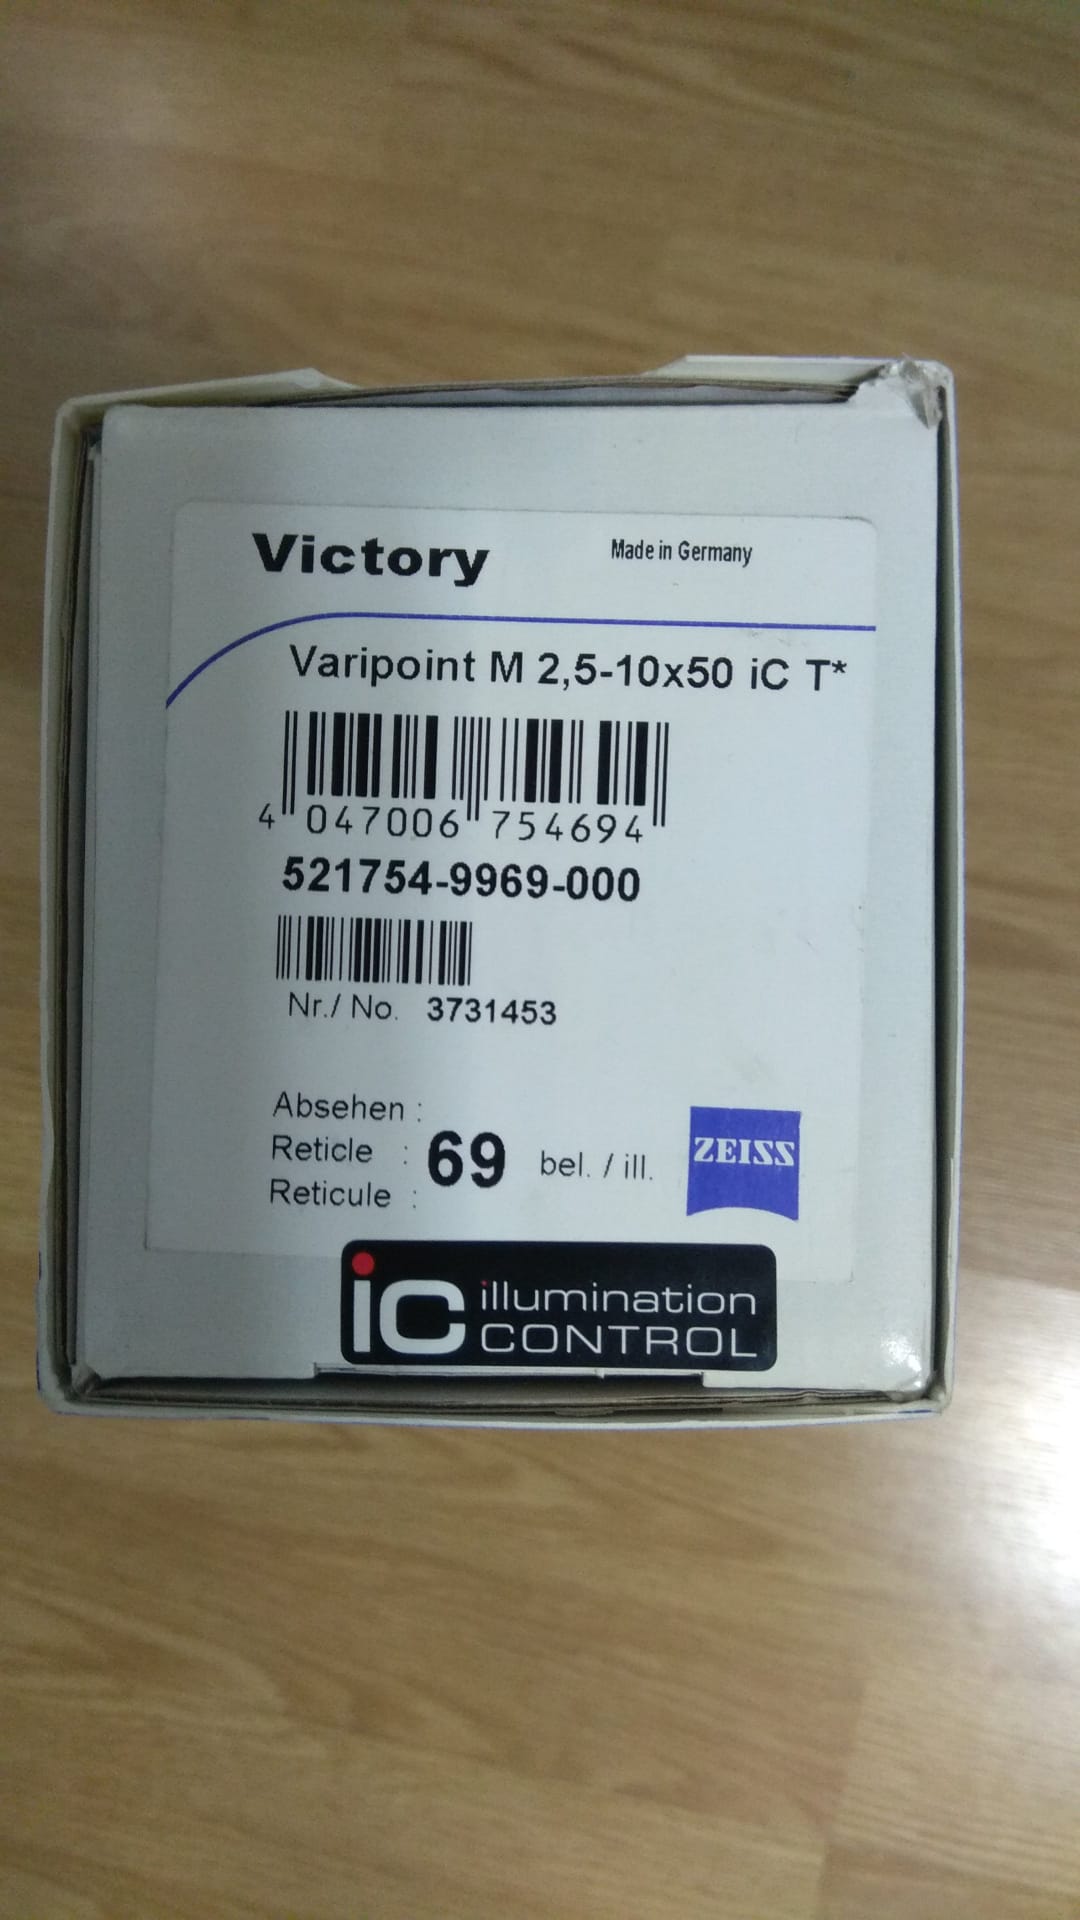 Victory
Made in Germany
Varipoint M 2,5-10x50 iC T*
4 047006 754694
521754-9969-000
Nr./ No. 3731453
Absehen :
Reticle : 69 bel. / ill.
Reticule :
ZEISS
iC illumination
CONTROL